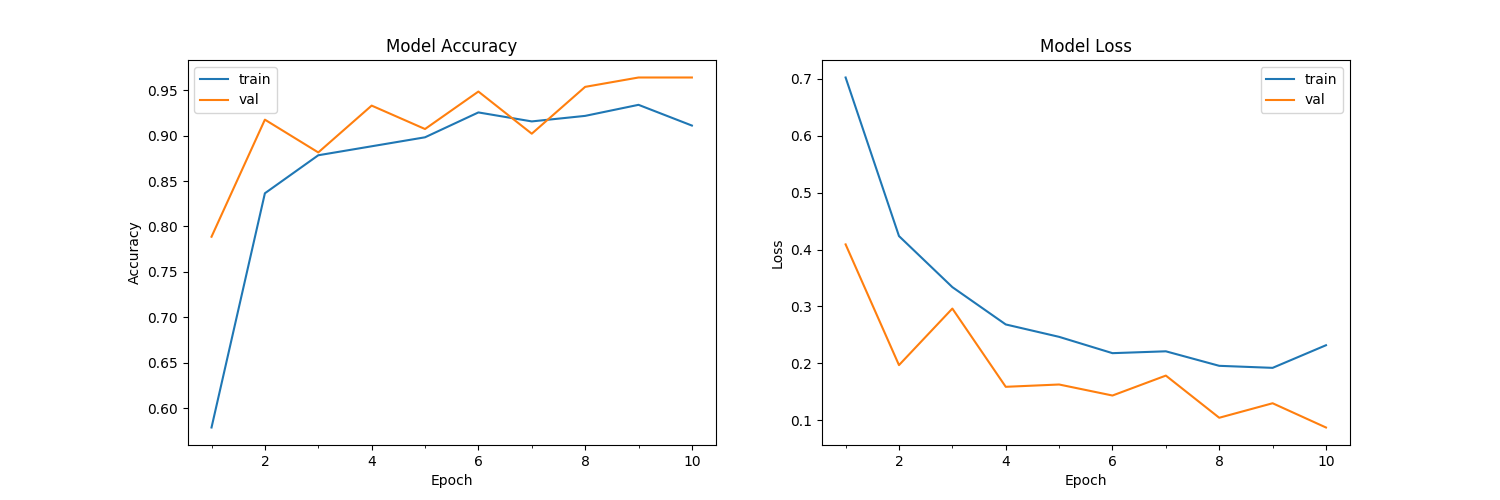 Model Accuracy
train
val
0.95
0.90
0.85
0.80
0.75
0.70
0.65
0.60
Accuracy
2 4 6 8 10
Epoch
Model Loss
train
val
0.7
0.6
0.5
0.4
0.3
0.2
0.1
Loss
2 4 6 8 10
Epoch